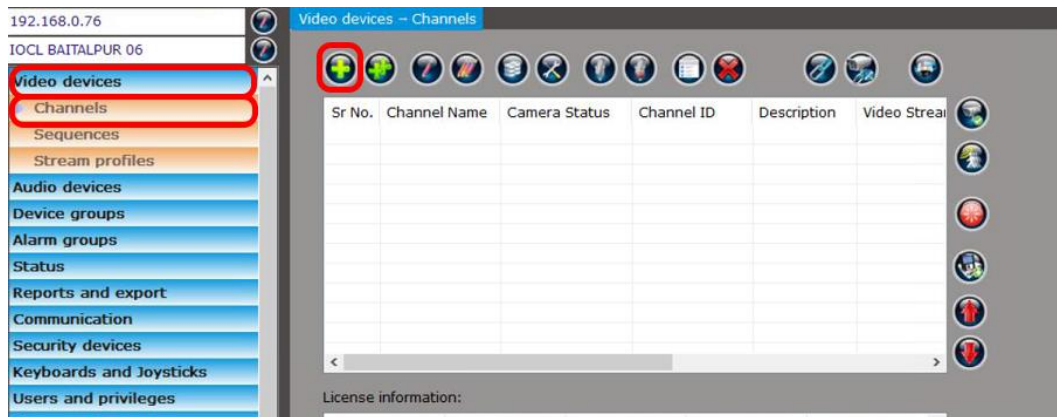 192.168.0.76
IOCL BAITALPUR 06
Video devices
Channels
Sequences
Stream profiles
Audio devices
Device groups
Alarm groups
Status
Reports and export
Communication
Security devices
Keyboards and Joysticks
Users and privileges
Video devices – Channels
Sr No. Channel Name Camera Status Channel ID Description Video Strear
License information: